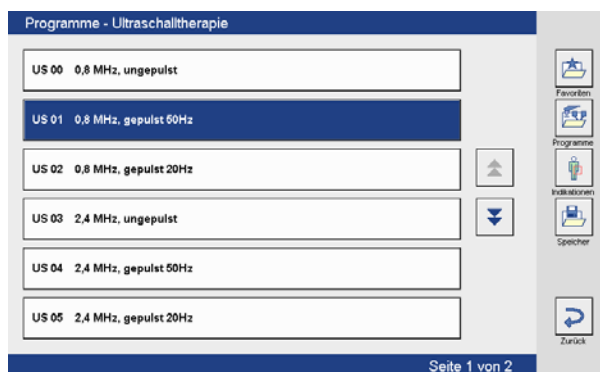 Programme - Ultraschalltherapie
US 00 0,8 MHz, ungepulst
US 01 0,8 MHz, gepulst 50Hz
US 02 0,8 MHz, gepulst 20Hz
US 03 2,4 MHz, ungepulst
US 04 2,4 MHz, gepulst 50Hz
US 05 2,4 MHz, gepulst 20Hz
Seite 1 von 2
Favoriten
Programme
Indikationen
Speicher
Zurück